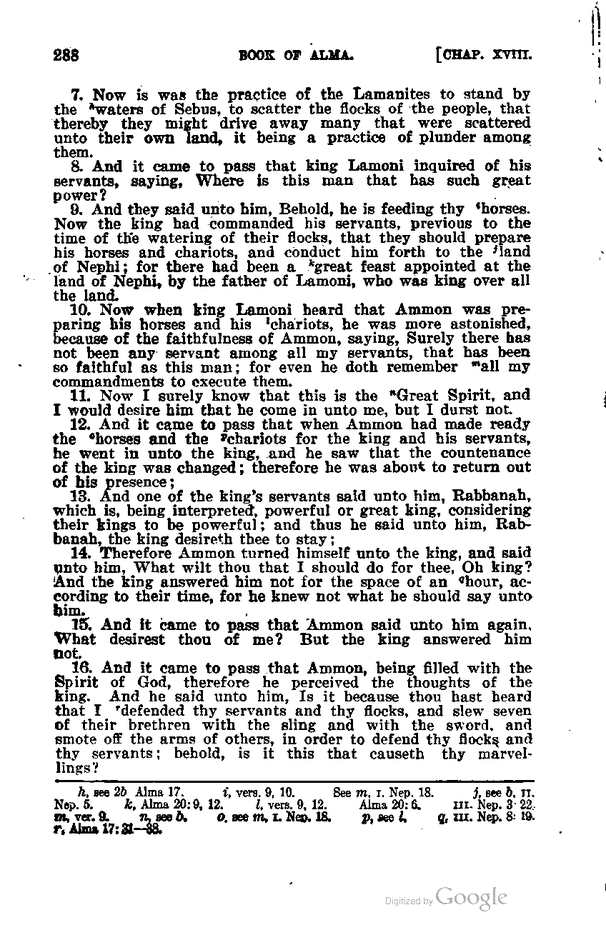 288 BOOK OF ALMA. [CHAP. XVIII.
7. Now is was the practice of the Lamanites to stand by
the ʰwaters of Sebus, to scatter the flocks of the people, that
thereby they might drive away many that were scattered
unto their own land, it being a practice of plunder among
them.
8. And it came to pass that king Lamoni inquired of his
servants, saying, Where is this man that has such great
power?
9. And they said unto him, Behold, he is feeding thy ⁱhorses.
Now the king had commanded his servants, previous to the
time of the watering of their flocks, that they should prepare
his horses and chariots, and conduct him forth to the ʲland
of Nephi; for there had been a ᵏgreat feast appointed at the
land of Nephi, by the father of Lamoni, who was king over all
the land.
10. Now when king Lamoni heard that Ammon was pre-
paring his horses and his ˡchariots, he was more astonished,
because of the faithfulness of Ammon, saying, Surely there has
not been any servant among all my servants, that has been
so faithful as this man; for even he doth remember ᵐall my
commandments to execute them.
11. Now I surely know that this is the ⁿGreat Spirit, and
I would desire him that he come in unto me, but I durst not.
12. And it came to pass that when Ammon had made ready
the ᵒhorses and the ᵖchariots for the king and his servants,
he went in unto the king, and he saw that the countenance
of the king was changed; therefore he was about to return out
of his presence;
13. And one of the king's servants said unto him, Rabbanah,
which is, being interpreted, powerful or great king, considering
their kings to be powerful; and thus he said unto him, Rab-
banah, the king desireth thee to stay;
14. Therefore Ammon turned himself unto the king, and said
unto him, What wilt thou that I should do for thee, Oh king?
And the king answered him not for the space of an qhour, ac-
cording to their time, for he knew not what he should say unto
him.
15. And it came to pass that Ammon said unto him again,
What desirest thou of me? But the king answered him
not.
16. And it came to pass that Ammon, being filled with the
Spirit of God, therefore he perceived the thoughts of the
king. And he said unto him, Is it because thou hast heard
that I ʳdefended thy servants and thy flocks, and slew seven
of their brethren with the sling and with the sword, and
smote off the arms of others, in order to defend thy flocks and
thy servants; behold, is it this that causeth thy marvel-
lings?
h, see 2b Alma 17. i, vers. 9, 10. See m, I. Nep. 18. j, see b, II.
Nep. 5. k, Alma 20:9, 12. l, vers. 9, 12. Alma 20:6. III. Nep. 3:22.
m, ver. 9. n, see b. o, see m, I. Nep. 18. p, see l. q, III. Nep. 8:19.
r, Alma 17:31—38.
Digitized by Google